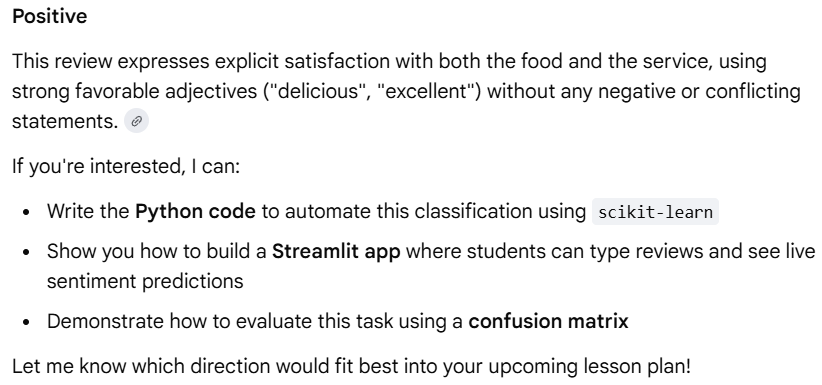 Positive
This review expresses explicit satisfaction with both the food and the service, using
strong favorable adjectives ("delicious", "excellent") without any negative or conflicting
statements.
If you're interested, I can:
• Write the Python code to automate this classification using scikit-learn
• Show you how to build a Streamlit app where students can type reviews and see live
sentiment predictions
• Demonstrate how to evaluate this task using a confusion matrix
Let me know which direction would fit best into your upcoming lesson plan!